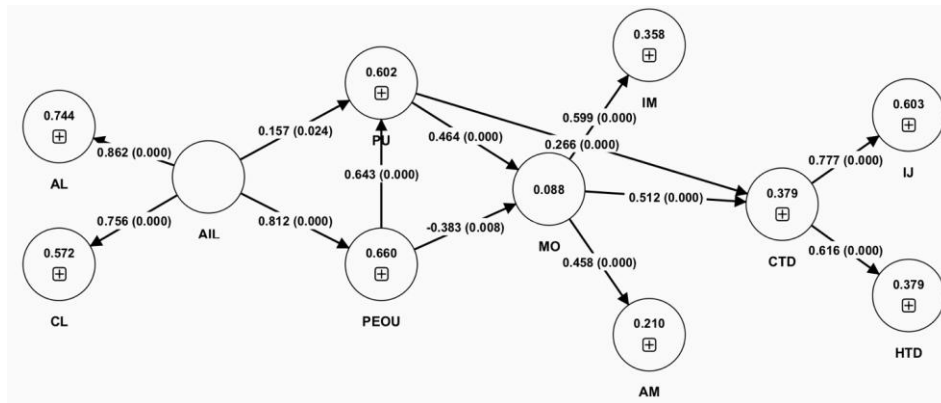 0.358
IM
0.602
PU
0.744
AL
0.603
IJ
0.599 (0.000)
0.157 (0.024)
0.464 (0.000)
0.266 (0.000)
0.862 (0.000)
0.777 (0.000)
0.643 (0.000)
0.088
MO
0.512 (0.000)
0.379
CTD
AIL
0.756 (0.000)
0.812 (0.000)
-0.383 (0.008)
0.616 (0.000)
0.572
CL
0.660
PEOU
0.458 (0.000)
0.379
HTD
0.210
AM